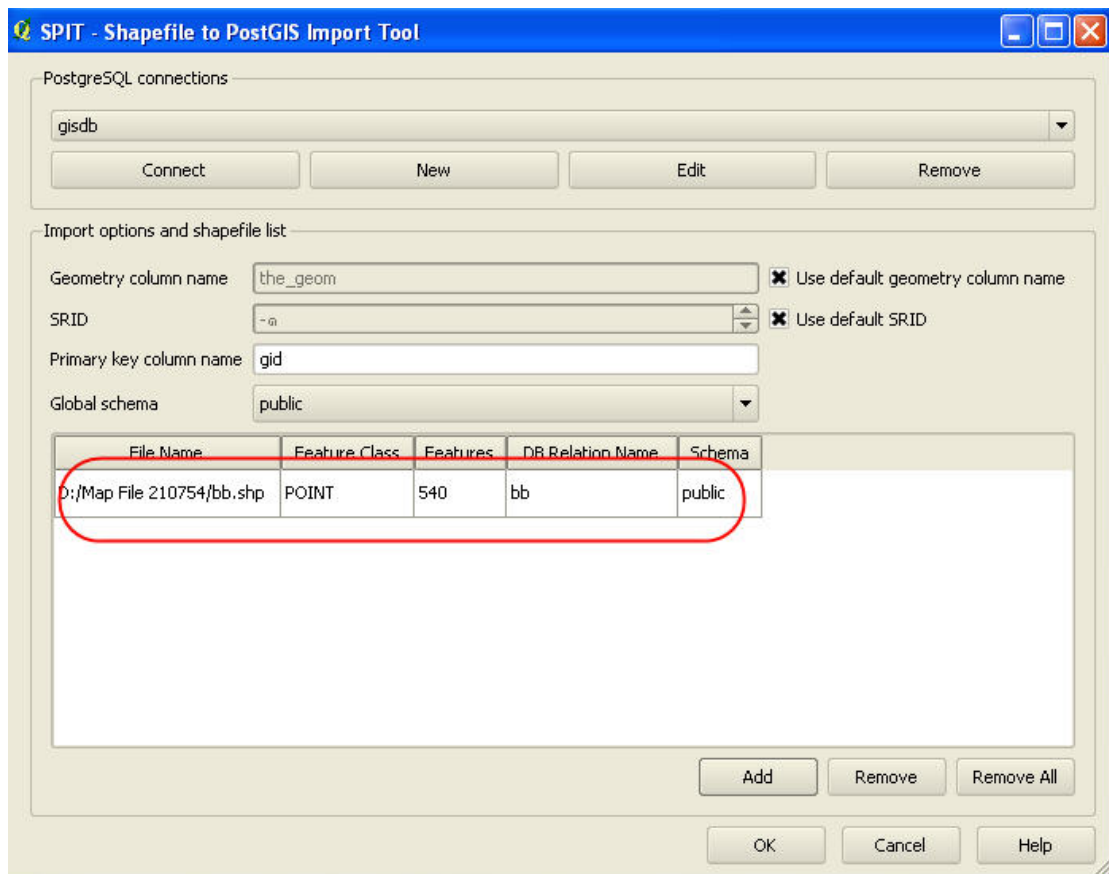 SPIT - Shapefile to PostGIS Import Tool
PostgreSQL connections
gisdb
Connect New Edit Remove
Import options and shapefile list
Geometry column name the_geom Use default geometry column name
SRID -๑ Use default SRID
Primary key column name gid
Global schema public
File Name Feature Class Features DB Relation Name Schema
D:/Map File 210754/bb.shp POINT 540 bb public
Add Remove Remove All
OK Cancel Help